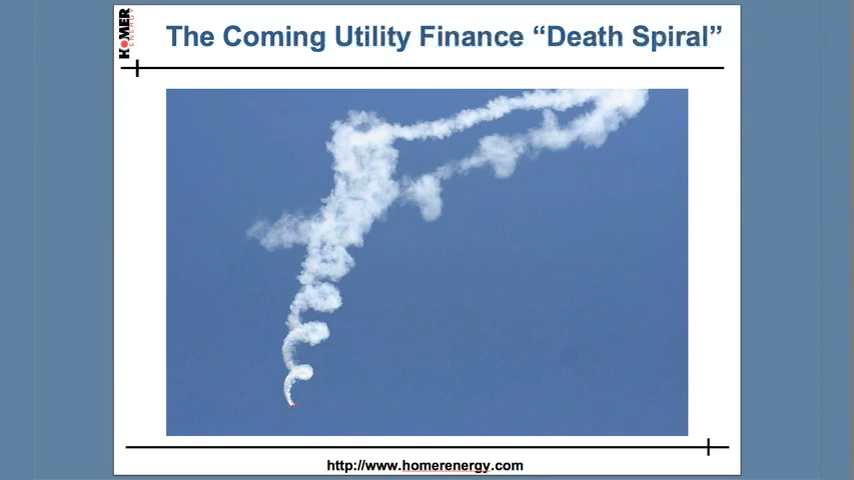 HOMER
ENERGY
The Coming Utility Finance “Death Spiral”
http://www.homerenergy.com